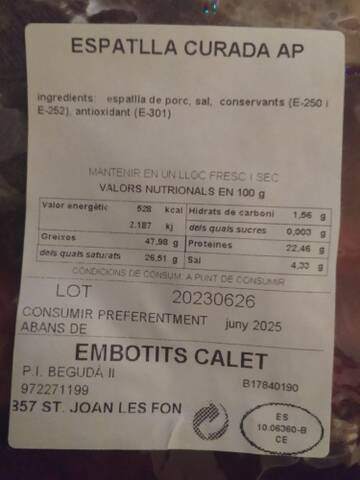 ESPATLLA CURADA AP
ingredients: espatlla de porc, sal, conservants (E-250 i
E-252), antioxidant (E-301)
MANTENIR EN UN LLOC FRESC I SEC
VALORS NUTRIONALS EN 100 g
Valor energètic 528 kcal
2.187 kj
Greixos 47,98 g
dels quals saturats 26,51 g
Hidrats de carboni 1,56 g
dels quals sucres 0,003 g
Proteines 22,46 g
Sal 4,33 g
CONDICIONS DE CONSUM: A PUNT DE CONSUMIR
LOT 20230626
CONSUMIR PREFERENTMENT juny 2025
ABANS DE
EMBOTITS CALET
P.I. BEGUDÀ II
972271199 B17840190
857 ST. JOAN LES FON
ES
10.06360-B
CE